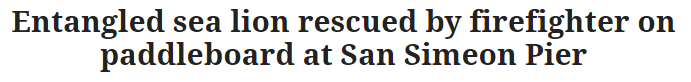 Entangled sea lion rescued by firefighter on
paddleboard at San Simeon Pier